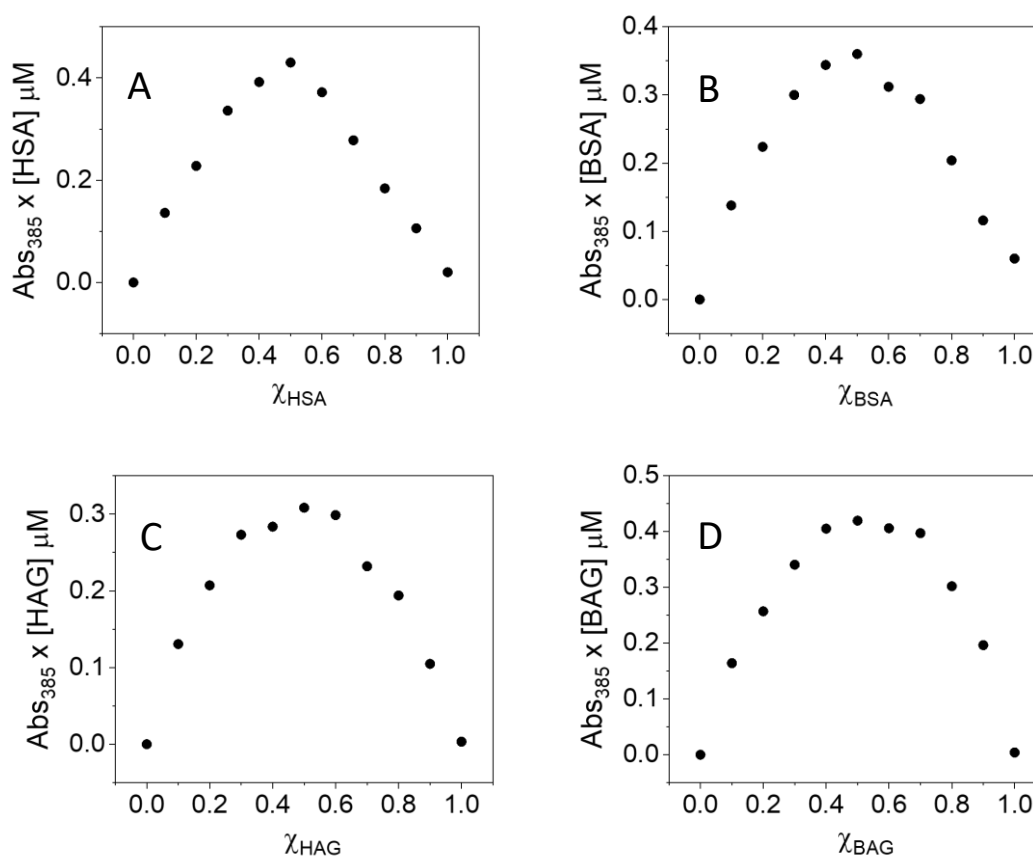 A
Abs₃₈₅ x [HSA] μM
0.4
0.2
0.0
0.0 0.2 0.4 0.6 0.8 1.0
χHSA
B
Abs₃₈₅ x [BSA] μM
0.4
0.3
0.2
0.1
0.0
0.0 0.2 0.4 0.6 0.8 1.0
χBSA
C
Abs₃₈₅ x [HAG] μM
0.3
0.2
0.1
0.0
0.0 0.2 0.4 0.6 0.8 1.0
χHAG
D
Abs₃₈₅ x [BAG] μM
0.5
0.4
0.3
0.2
0.1
0.0
0.0 0.2 0.4 0.6 0.8 1.0
χBAG